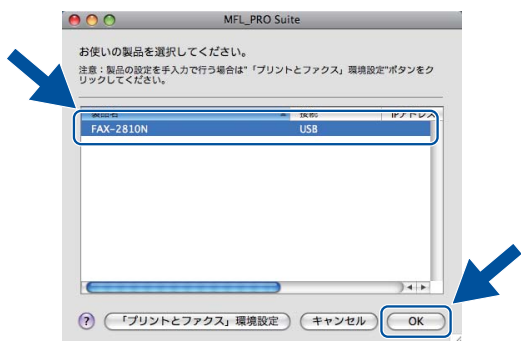 MFL_PRO Suite
お使いの製品を選択してください。
注意：製品の設定を手入力で行う場合は"「プリントとファクス」環境設定"ボタンをク
リックしてください。
製品名 接続 IPアドレス
FAX-2810N USB
? 「プリントとファクス」環境設定 キャンセル OK